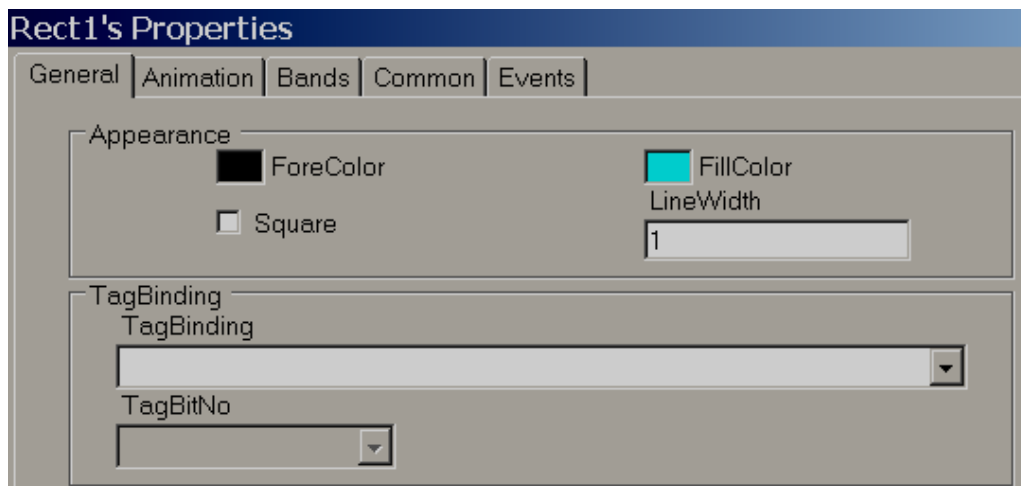 Rect1's Properties
General Animation Bands Common Events
Appearance
ForeColor FillColor
LineWidth
Square
1
TagBinding
TagBinding
TagBitNo